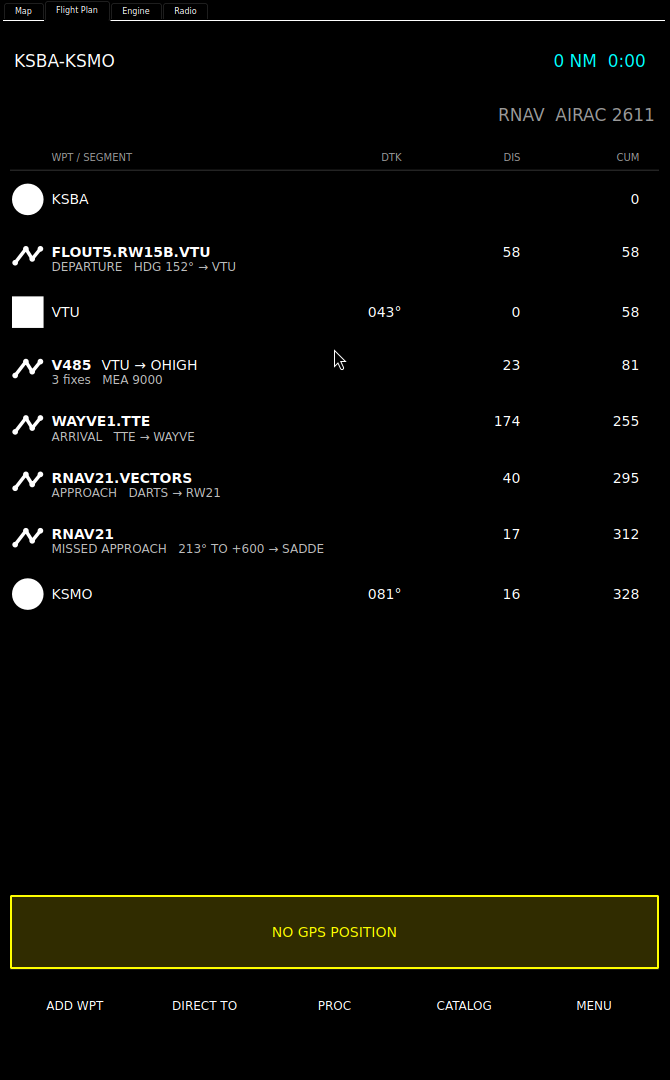 Map Flight Plan Engine Radio
KSBA-KSMO 0 NM 0:00
RNAV AIRAC 2611
WPT / SEGMENT DTK DIS CUM
KSBA 0
FLOUT5.RW15B.VTU 58 58
DEPARTURE HDG 152° → VTU
VTU 043° 0 58
V485 VTU → OHIGH 23 81
3 fixes MEA 9000
WAYVE1.TTE 174 255
ARRIVAL TTE → WAYVE
RNAV21.VECTORS 40 295
APPROACH DARTS → RW21
RNAV21 17 312
MISSED APPROACH 213° TO +600 → SADDE
KSMO 081° 16 328
NO GPS POSITION
ADD WPT DIRECT TO PROC CATALOG MENU